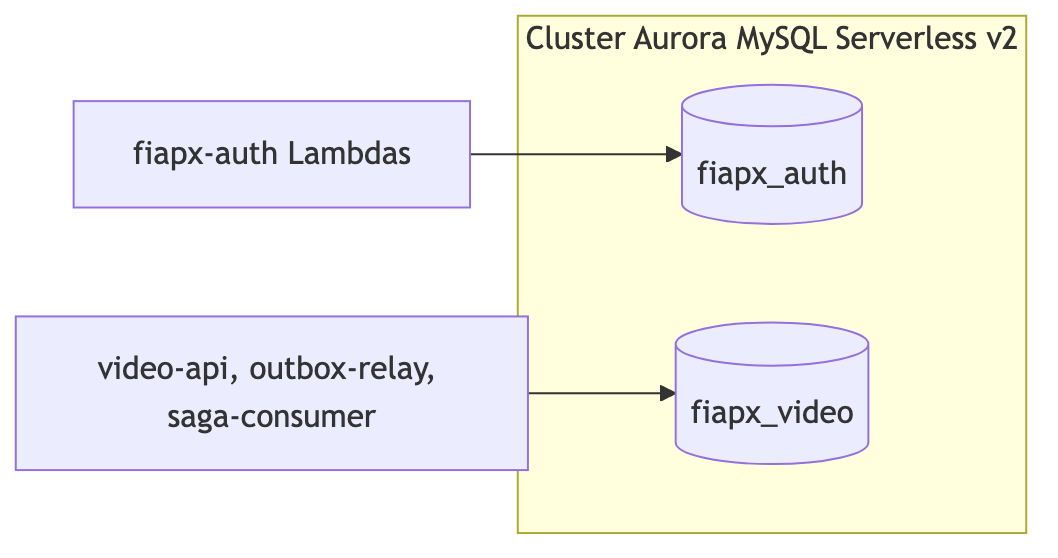 Cluster Aurora MySQL Serverless v2
fiapx-auth Lambdas
fiapx_auth
video-api, outbox-relay,
saga-consumer
fiapx_video